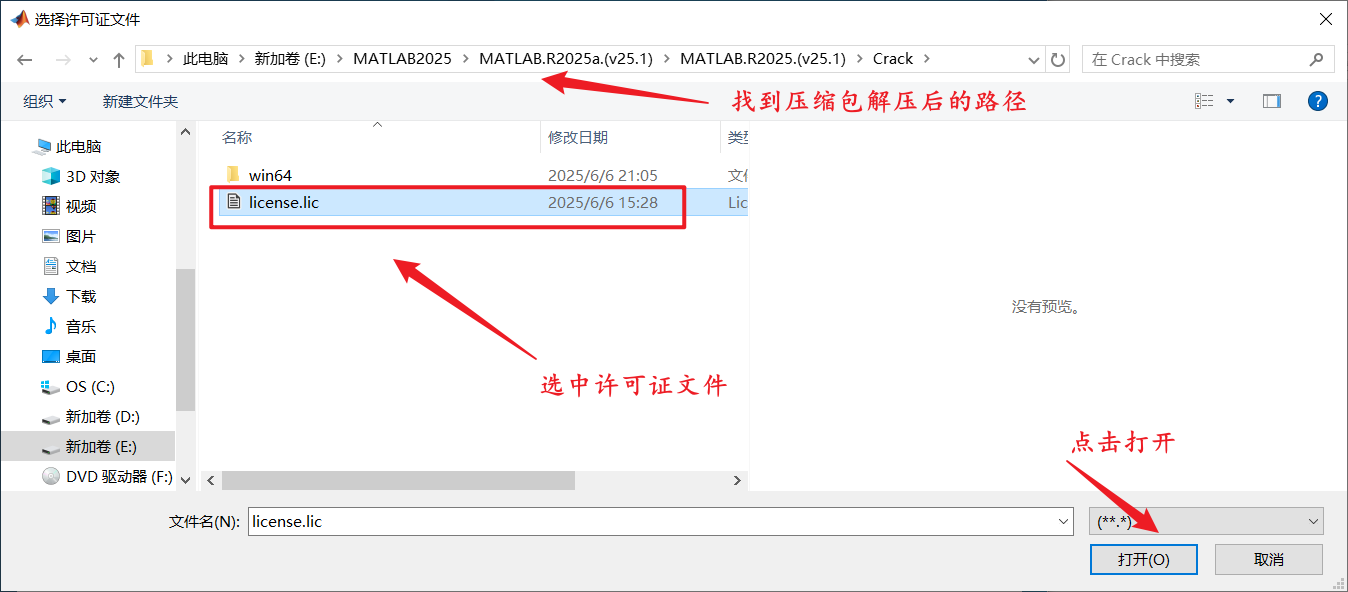 选择许可证文件
此电脑 新加卷 (E:) MATLAB2025 MATLAB.R2025a.(v25.1) MATLAB.R2025.(v25.1) Crack
在 Crack 中搜索
组织
新建文件夹
找到压缩包解压后的路径
名称
修改日期
此电脑
3D 对象
视频
图片
文档
下载
音乐
桌面
OS (C:)
新加卷 (D:)
新加卷 (E:)
DVD 驱动器 (F:)
win64 2025/6/6 21:05
license.lic 2025/6/6 15:28 Lic
没有预览。
选中许可证文件
点击打开
文件名(N): license.lic
(**.*)
打开(O)
取消